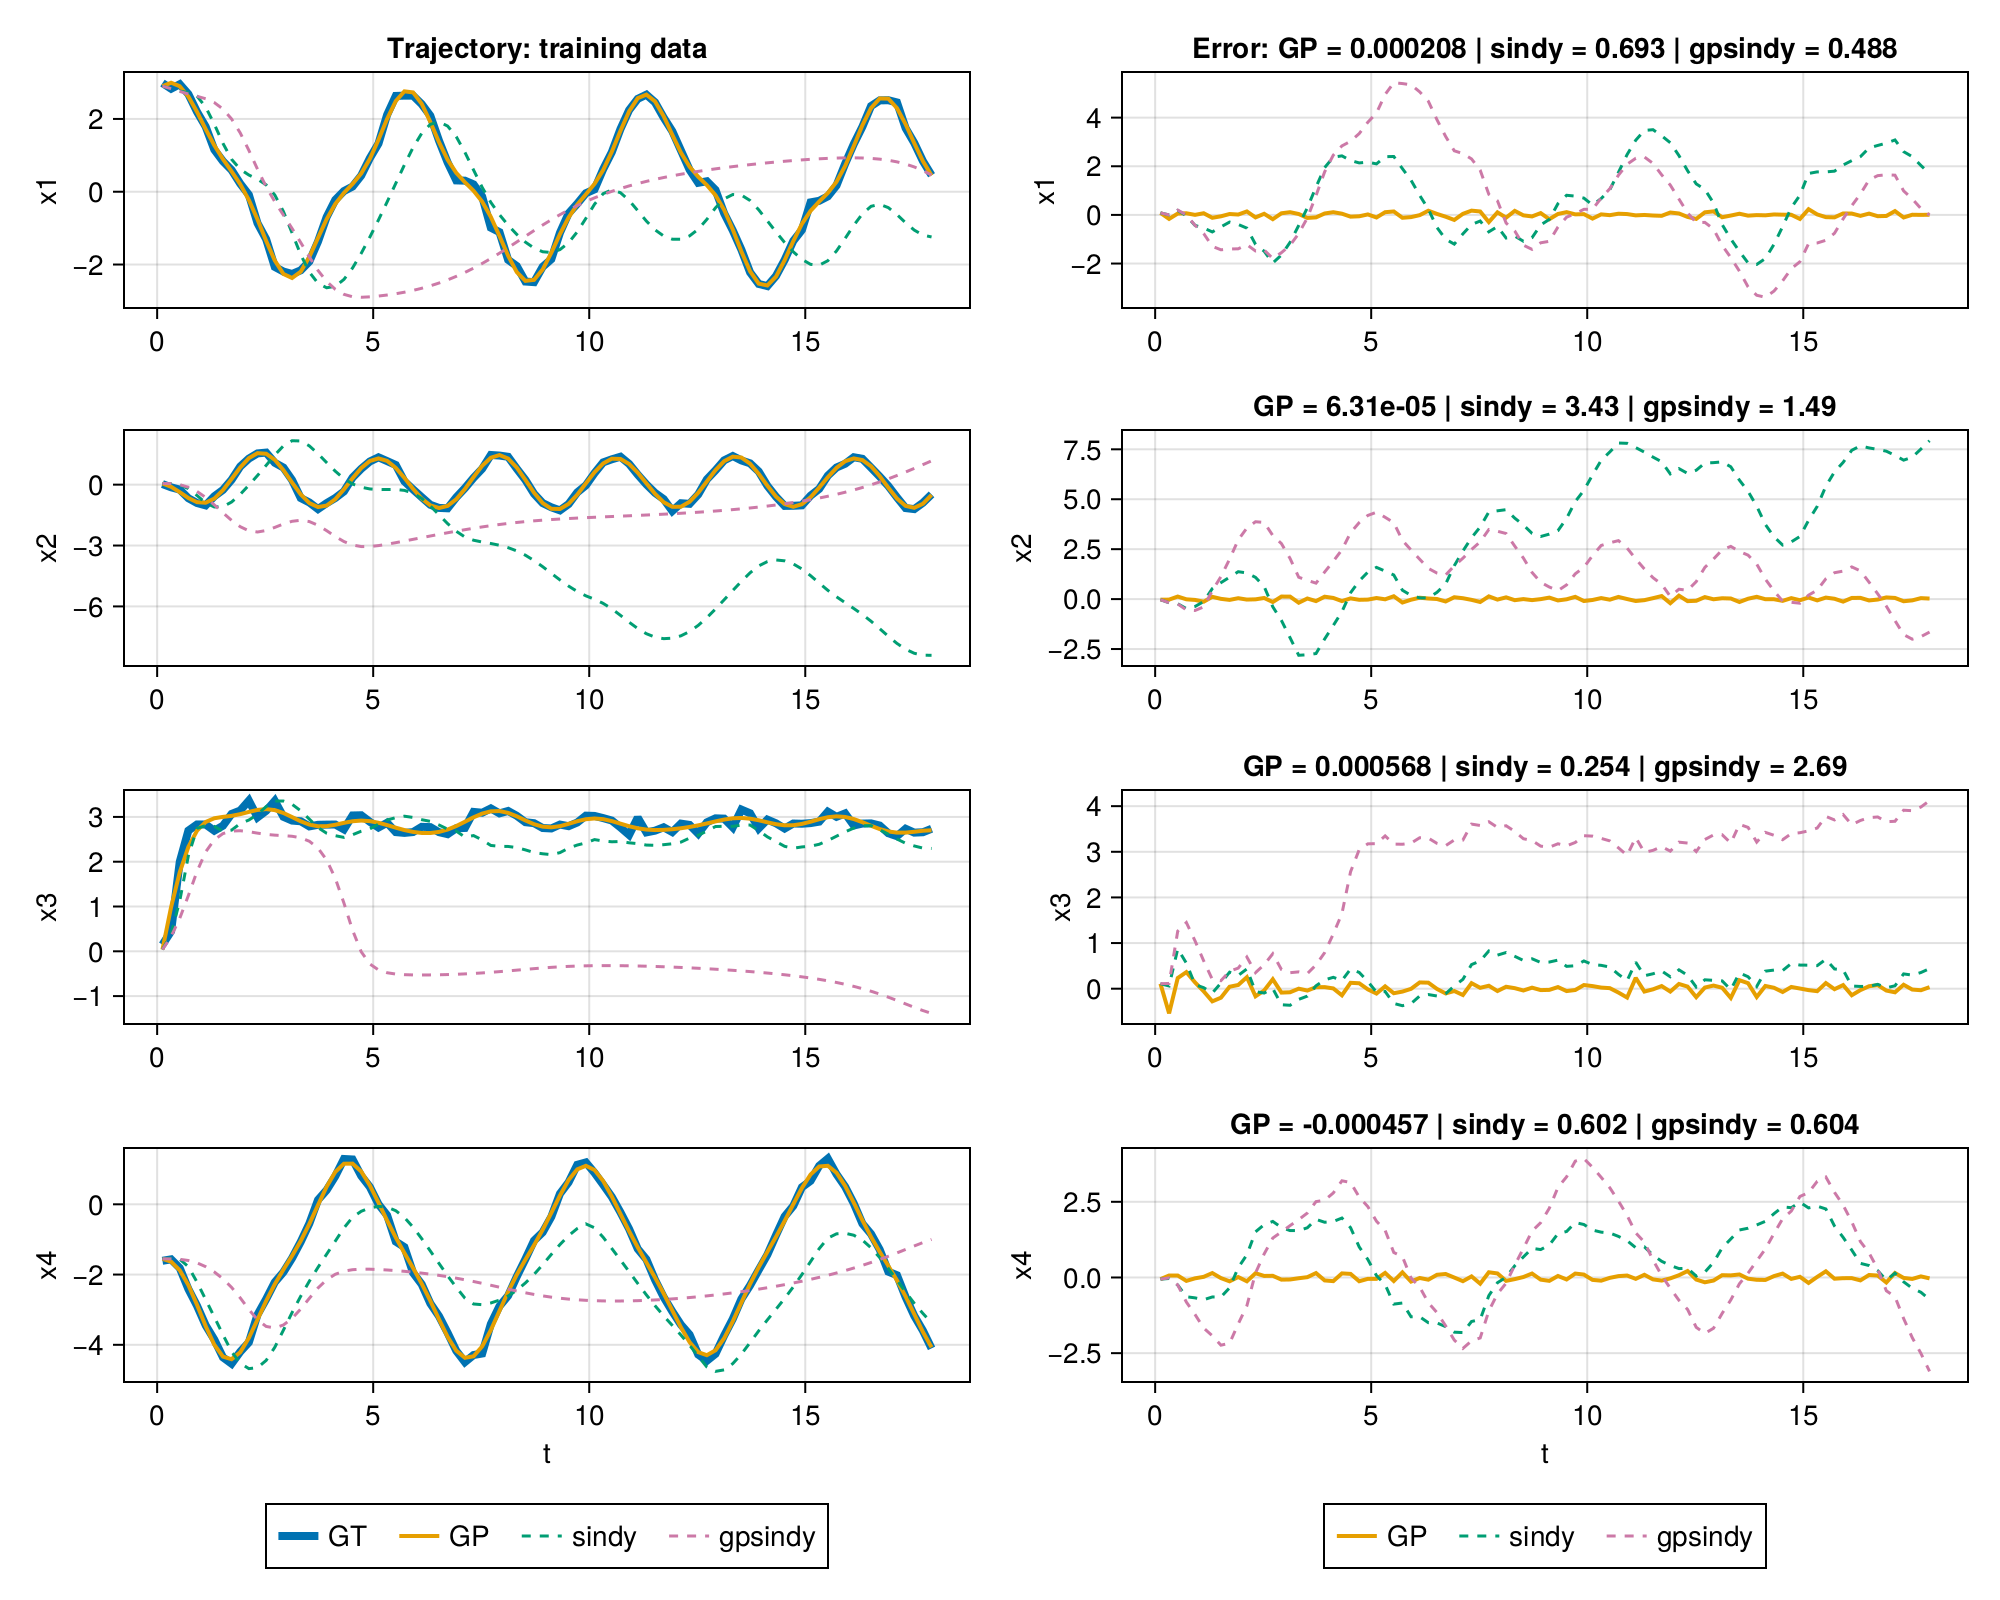 Trajectory: training data
x1
2
0
−2
0 5 10 15
Error: GP = 0.000208 | sindy = 0.693 | gpsindy = 0.488
x1
4
2
0
−2
0 5 10 15
x2
0
−3
−6
0 5 10 15
GP = 6.31e-05 | sindy = 3.43 | gpsindy = 1.49
x2
7.5
5.0
2.5
0.0
−2.5
0 5 10 15
x3
3
2
1
0
−1
0 5 10 15
GP = 0.000568 | sindy = 0.254 | gpsindy = 2.69
x3
4
3
2
1
0
0 5 10 15
x4
0
−2
−4
0 5 10 15
t
GP = -0.000457 | sindy = 0.602 | gpsindy = 0.604
x4
2.5
0.0
−2.5
0 5 10 15
t
GT GP sindy gpsindy
GP sindy gpsindy